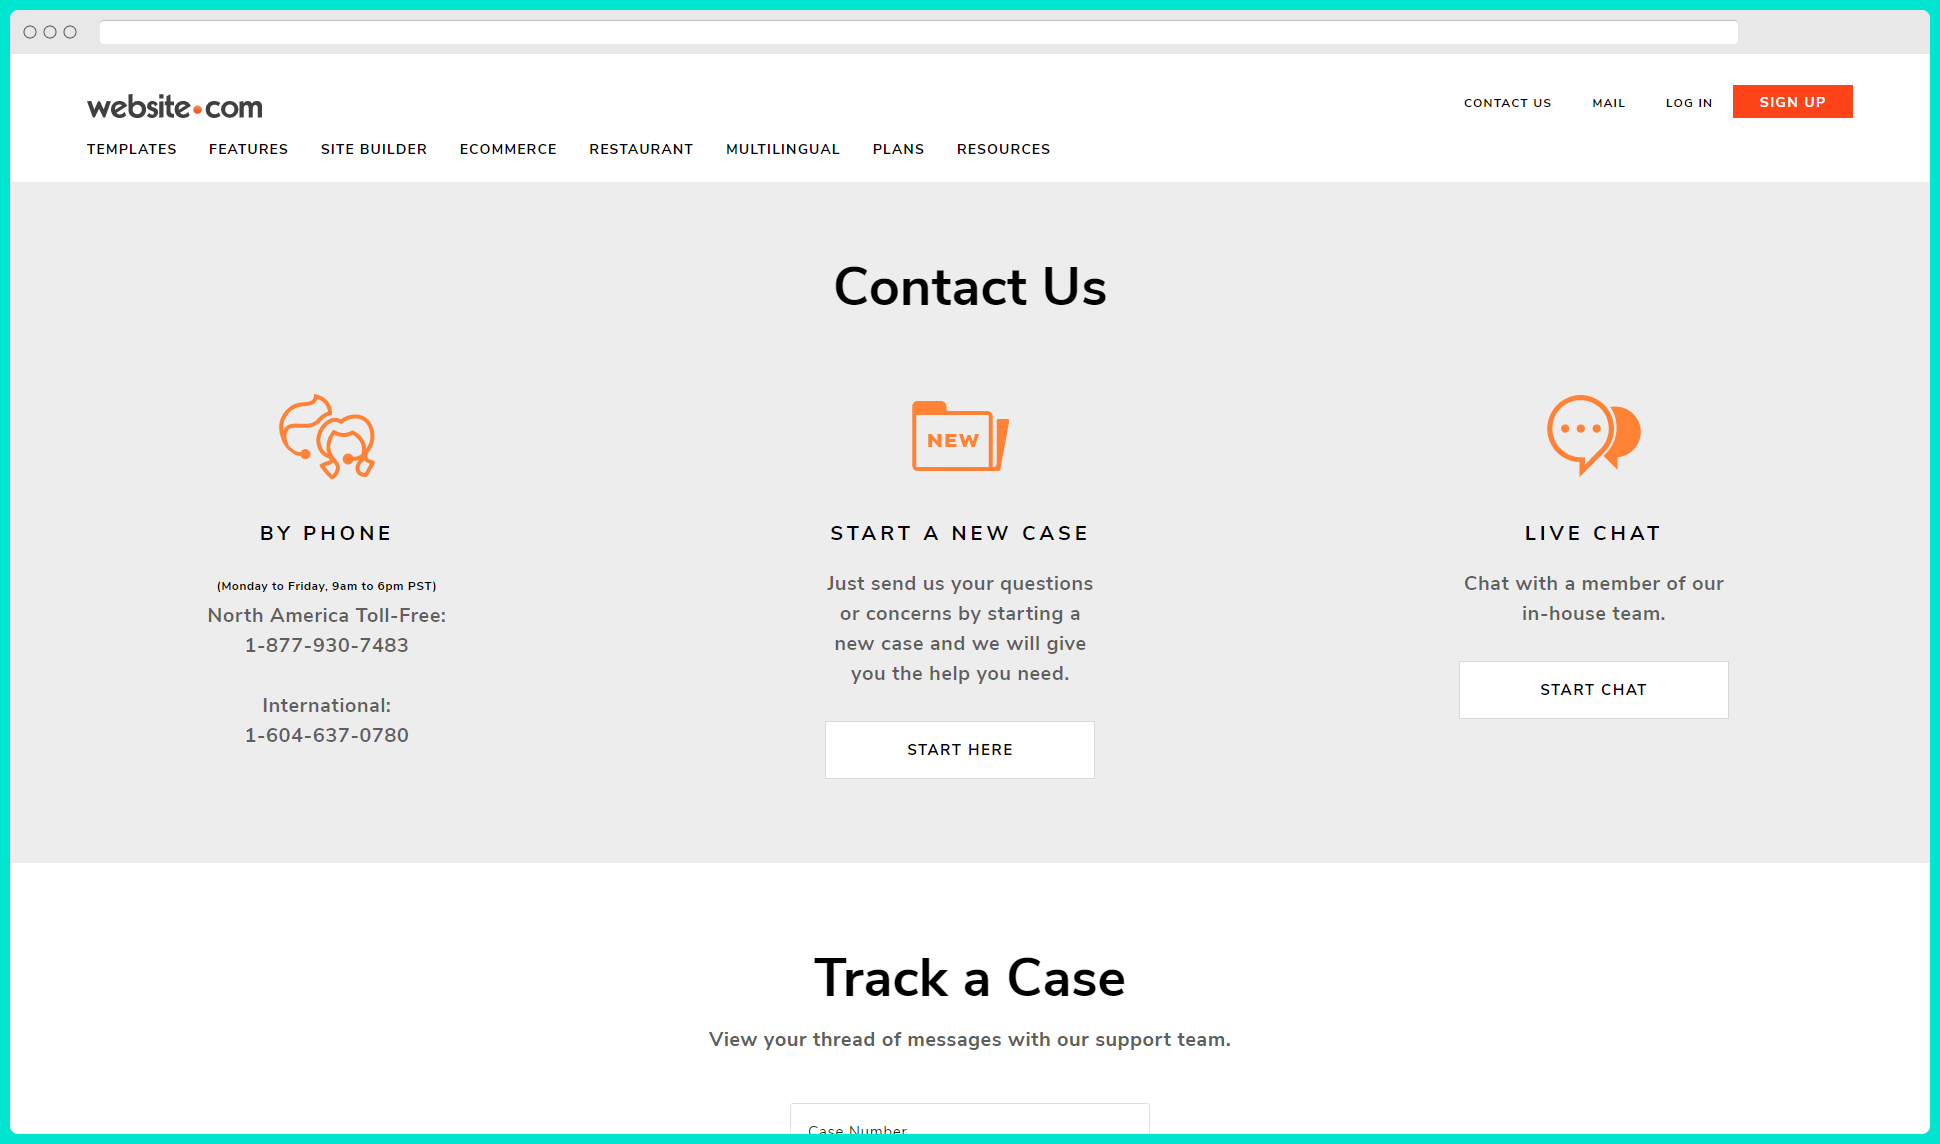 website.com
CONTACT US MAIL LOG IN SIGN UP
TEMPLATES FEATURES SITE BUILDER ECOMMERCE RESTAURANT MULTILINGUAL PLANS RESOURCES
Contact Us
BY PHONE
(Monday to Friday, 9am to 6pm PST)
North America Toll-Free:
1-877-930-7483
International:
1-604-637-0780
NEW
START A NEW CASE
Just send us your questions
or concerns by starting a
new case and we will give
you the help you need.
START HERE
LIVE CHAT
Chat with a member of our
in-house team.
START CHAT
Track a Case
View your thread of messages with our support team.
Case Number